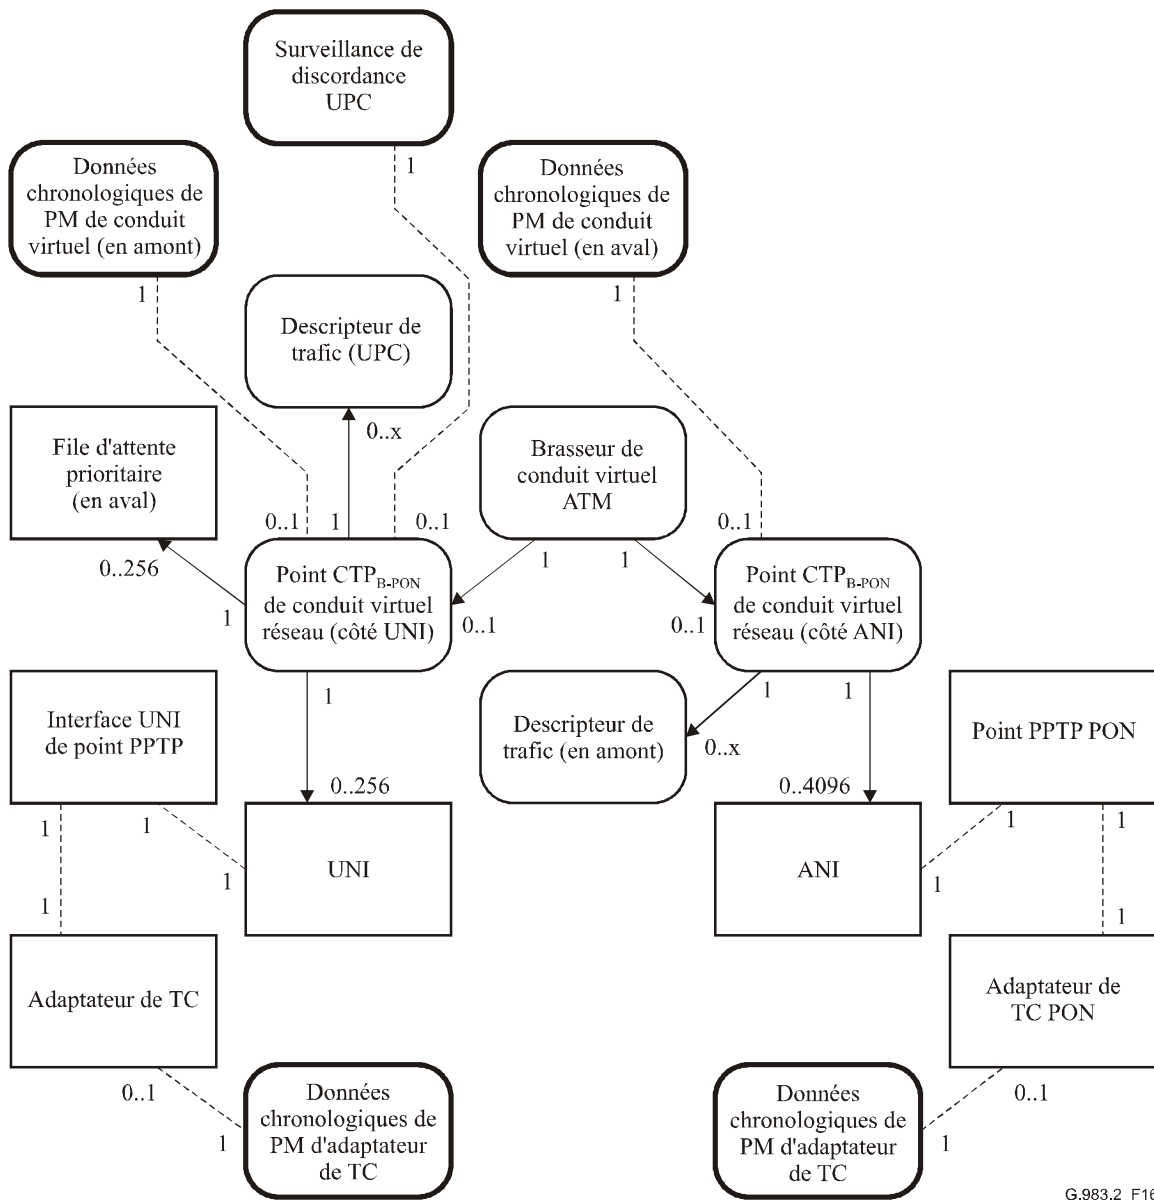 Surveillance de
discordance
UPC
1
Données
chronologiques de
PM de conduit
virtuel (en amont)
1
Données
chronologiques de
PM de conduit
virtuel (en aval)
1
Descripteur de
trafic (UPC)
0..x
File d'attente
prioritaire
(en aval)
0..256
Brasseur de
conduit virtuel
ATM
0..1
1
0..1
1
1
0..1
Point CTPB-PON
de conduit virtuel
réseau (côté UNI)
1
1
0..1
Point CTPB-PON
de conduit virtuel
réseau (côté ANI)
0..1
1
1
Interface UNI
de point PPTP
1
1
Descripteur de
trafic (en amont)
0..x
Point PPTP PON
1
1
0..256
UNI
1
0..4096
ANI
1
1
Adaptateur de TC
0..1
1
Adaptateur de
TC PON
0..1
Données
chronologiques de
PM d'adaptateur
de TC
1
Données
chronologiques de
PM d'adaptateur
de TC
1
G.983.2_F16